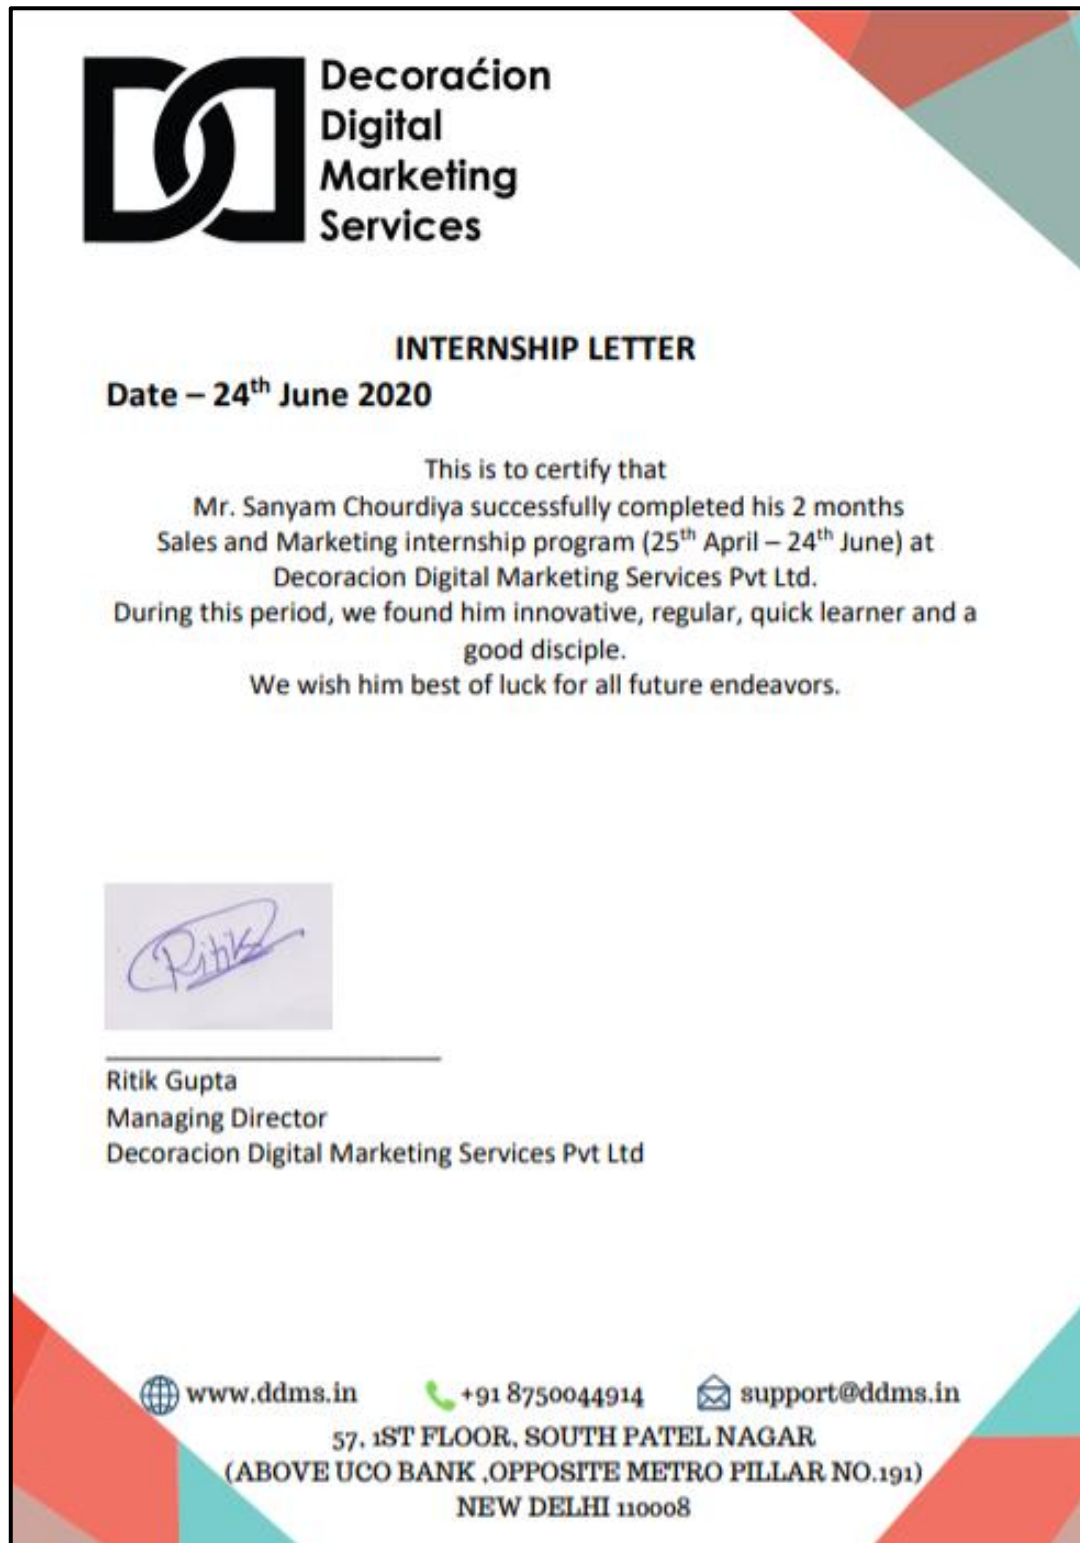 Decoraćion
Digital
Marketing
Services
INTERNSHIP LETTER
Date – 24th June 2020
This is to certify that
Mr. Sanyam Chourdiya successfully completed his 2 months
Sales and Marketing internship program (25th April – 24th June) at
Decoracion Digital Marketing Services Pvt Ltd.
During this period, we found him innovative, regular, quick learner and a
good disciple.
We wish him best of luck for all future endeavors.
Ritik
Ritik Gupta
Managing Director
Decoracion Digital Marketing Services Pvt Ltd
www.ddms.in +91 8750044914 support@ddms.in
57, 1ST FLOOR, SOUTH PATEL NAGAR
(ABOVE UCO BANK ,OPPOSITE METRO PILLAR NO.191)
NEW DELHI 110008